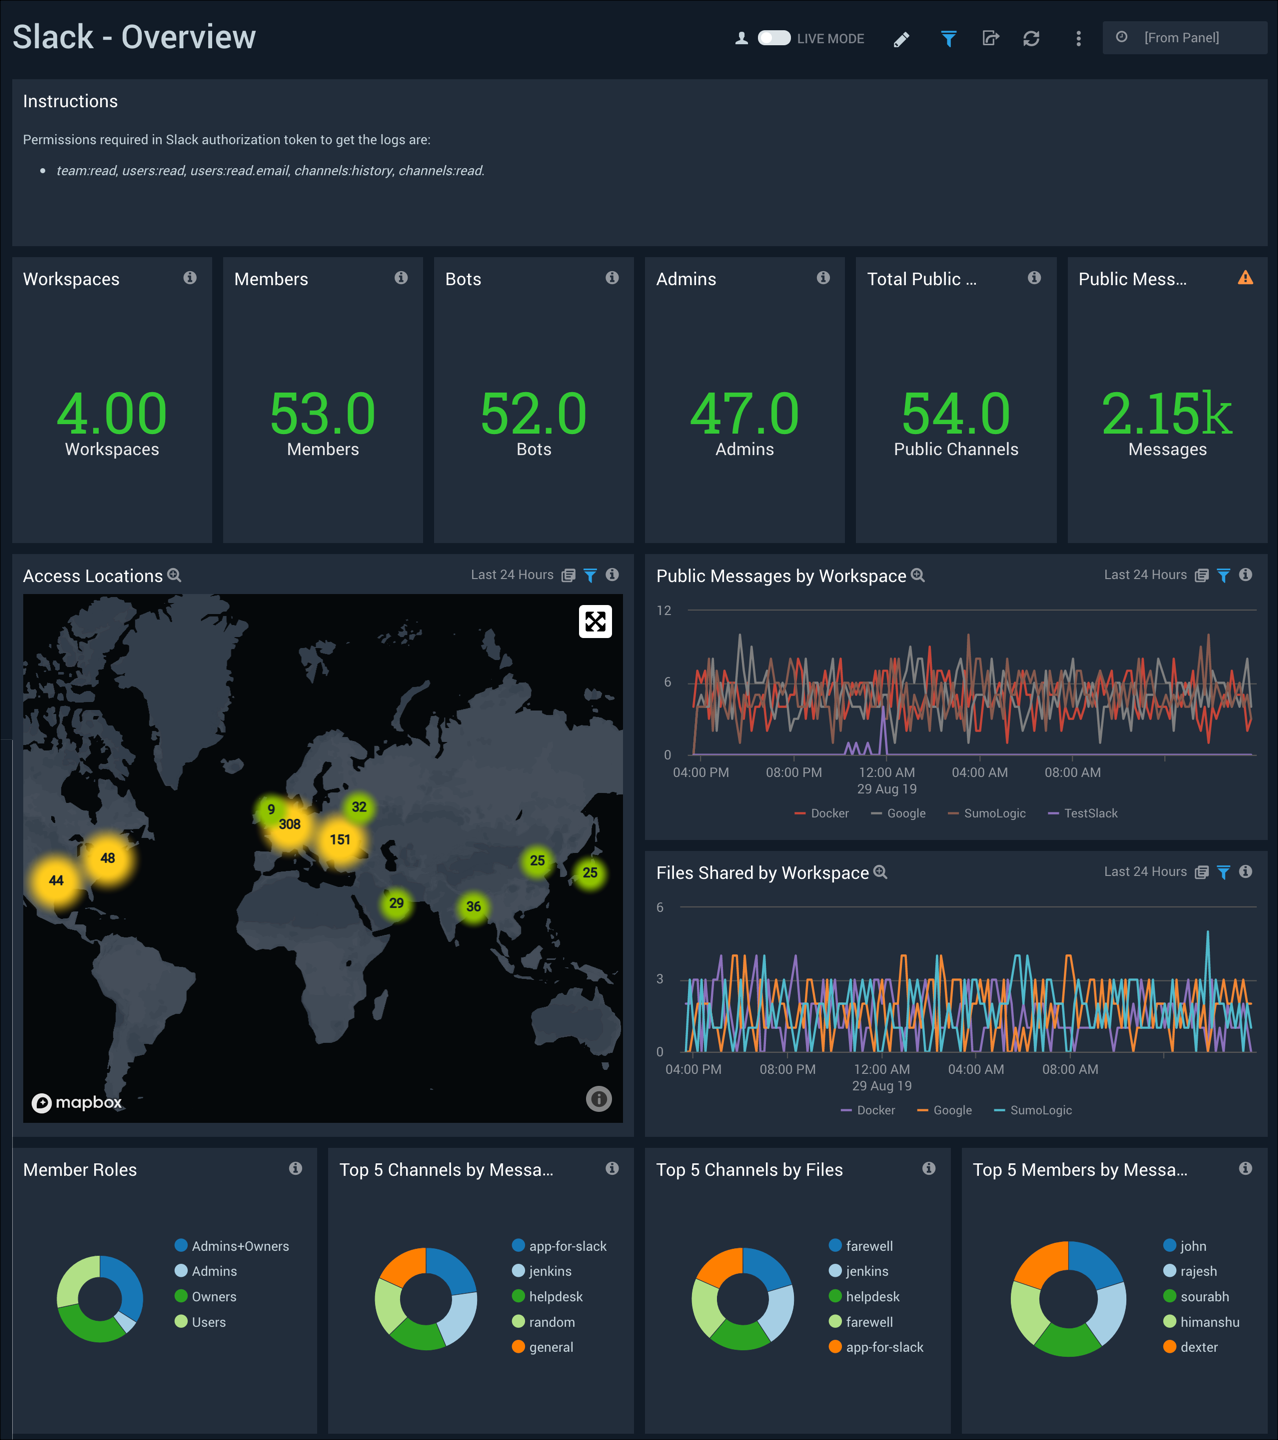 Slack - Overview
LIVE MODE
[From Panel]
Instructions
Permissions required in Slack authorization token to get the logs are:
• team:read, users:read, users:read.email, channels:history, channels:read.
Workspaces
4.00
Workspaces
Members
53.0
Members
Bots
52.0
Bots
Admins
47.0
Admins
Total Public ...
54.0
Public Channels
Public Mess...
2.15k
Messages
Access Locations
Last 24 Hours
9
308
32
151
48
44
25
25
29
36
mapbox
Public Messages by Workspace
Last 24 Hours
12
6
0
04:00 PM 08:00 PM 12:00 AM 04:00 AM 08:00 AM
29 Aug 19
Docker Google SumoLogic TestSlack
Files Shared by Workspace
Last 24 Hours
6
3
0
04:00 PM 08:00 PM 12:00 AM 04:00 AM 08:00 AM
29 Aug 19
Docker Google SumoLogic
Member Roles
Admins+Owners
Admins
Owners
Users
Top 5 Channels by Messa...
app-for-slack
jenkins
helpdesk
random
general
Top 5 Channels by Files
farewell
jenkins
helpdesk
farewell
app-for-slack
Top 5 Members by Messa...
john
rajesh
sourabh
himanshu
dexter